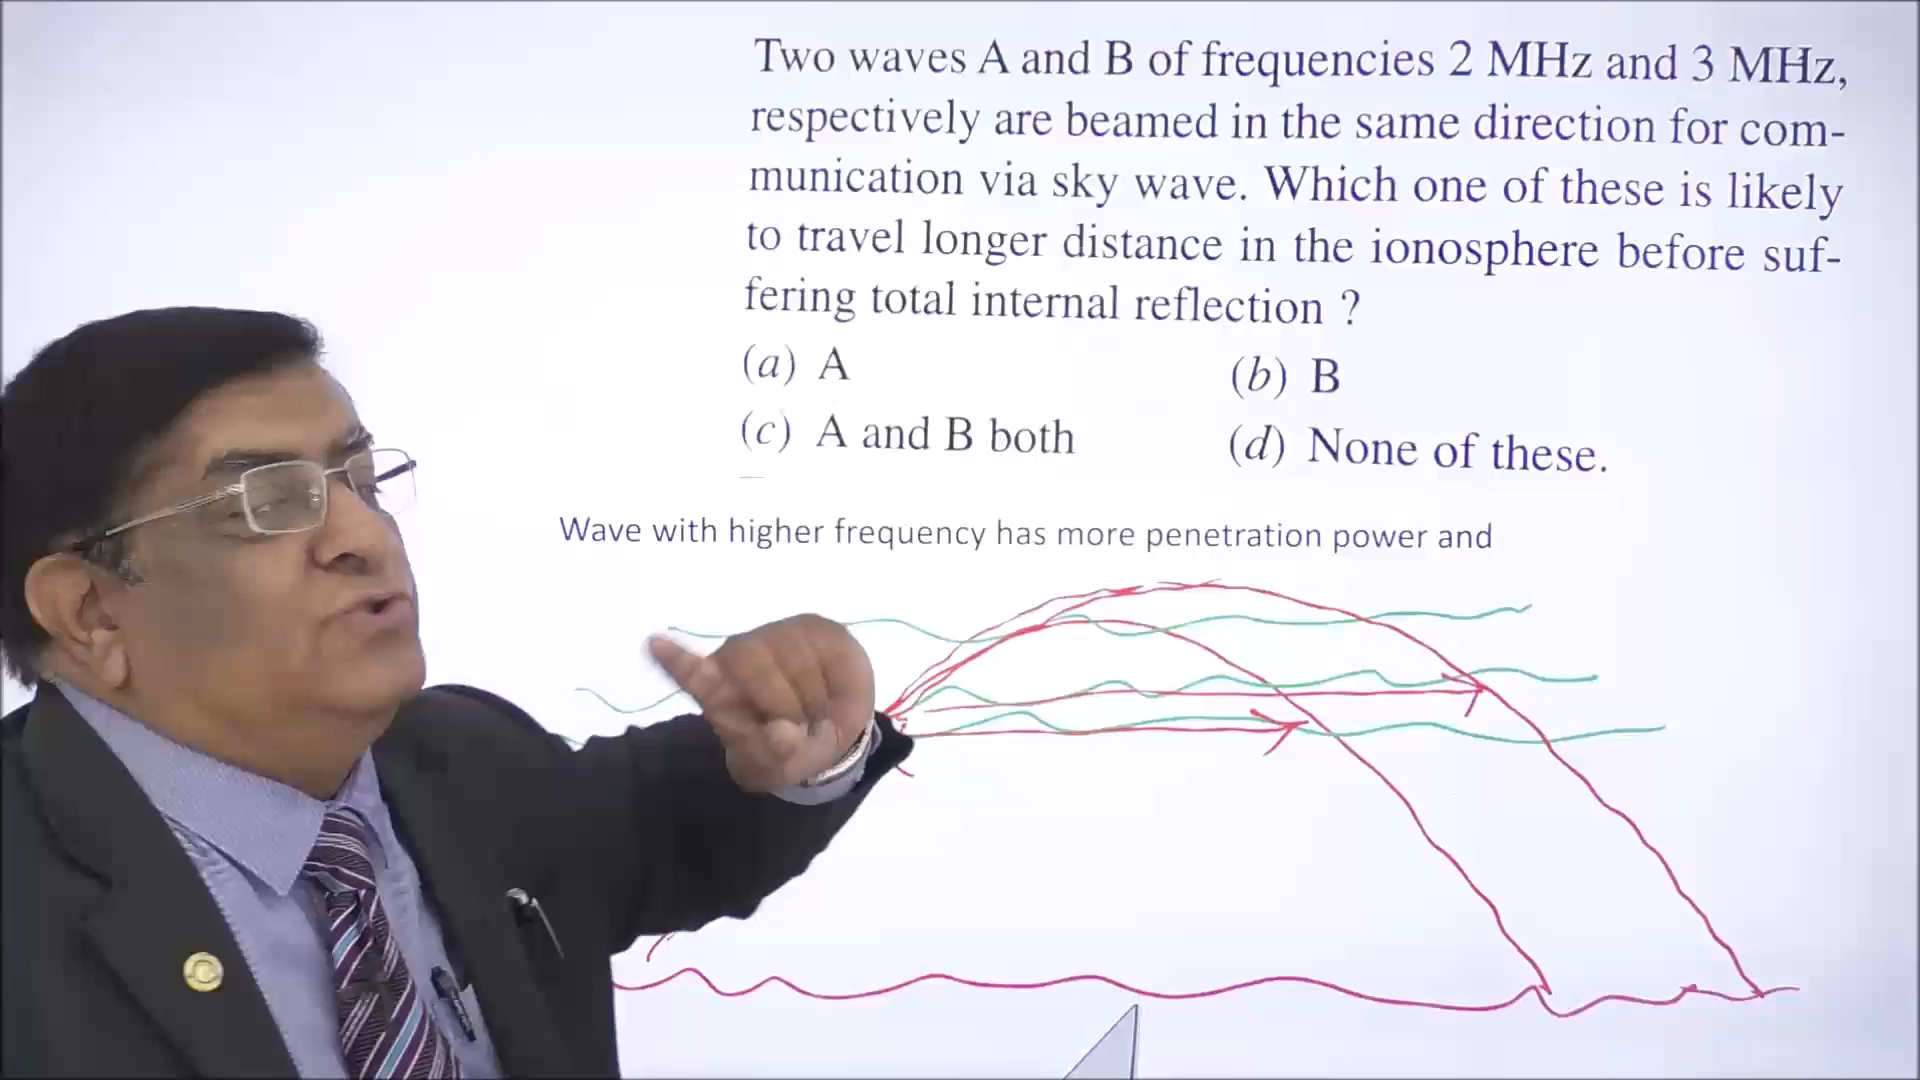 Two waves A and B of frequencies 2 MHz and 3 MHz,
respectively are beamed in the same direction for com-
munication via sky wave. Which one of these is likely
to travel longer distance in the ionosphere before suf-
fering total internal reflection ?
(a) A (b) B
(c) A and B both (d) None of these.
Wave with higher frequency has more penetration power and